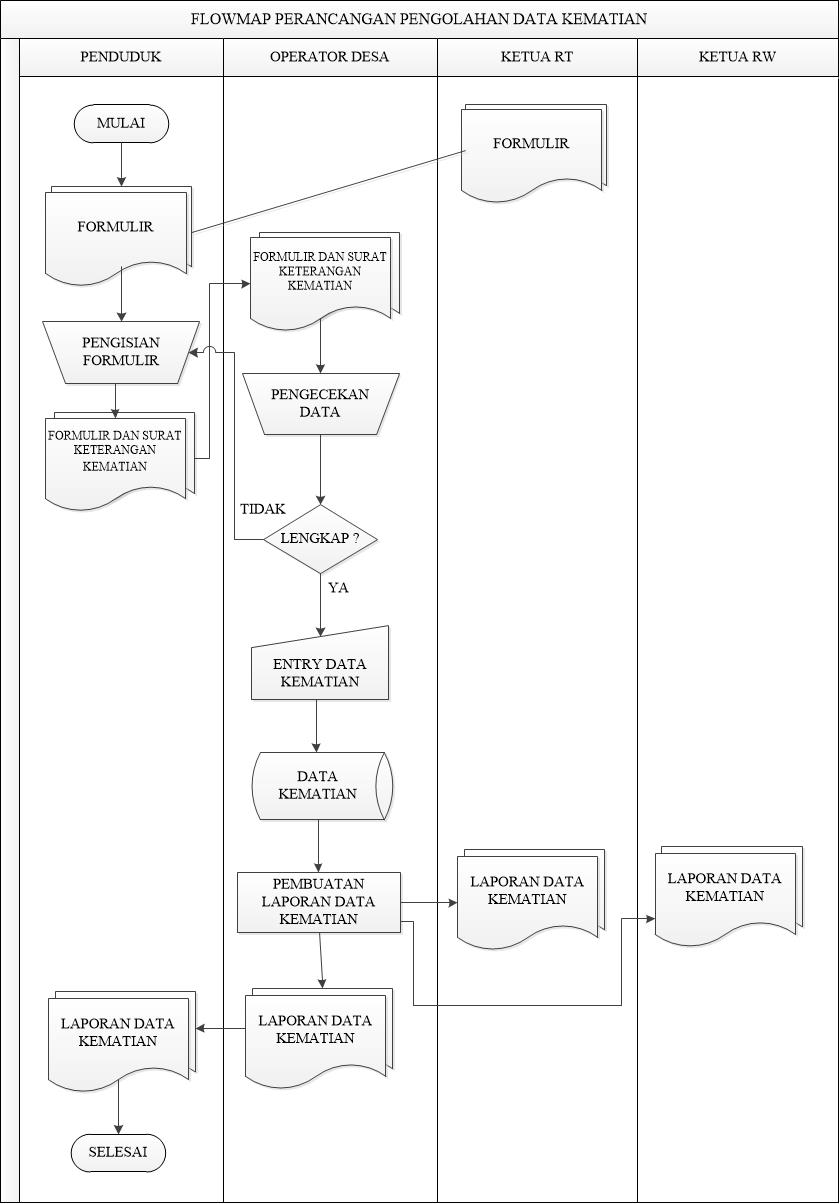 FLOWMAP PERANCANGAN PENGOLAHAN DATA KEMATIAN
PENDUDUK
OPERATOR DESA
KETUA RT
KETUA RW
MULAI
FORMULIR
FORMULIR
FORMULIR DAN SURAT
KETERANGAN
KEMATIAN
PENGISIAN
FORMULIR
PENGECEKAN
DATA
FORMULIR DAN SURAT
KETERANGAN
KEMATIAN
TIDAK
LENGKAP ?
YA
ENTRY DATA
KEMATIAN
DATA
KEMATIAN
PEMBUATAN
LAPORAN DATA
KEMATIAN
LAPORAN DATA
KEMATIAN
LAPORAN DATA
KEMATIAN
LAPORAN DATA
KEMATIAN
LAPORAN DATA
KEMATIAN
SELESAI